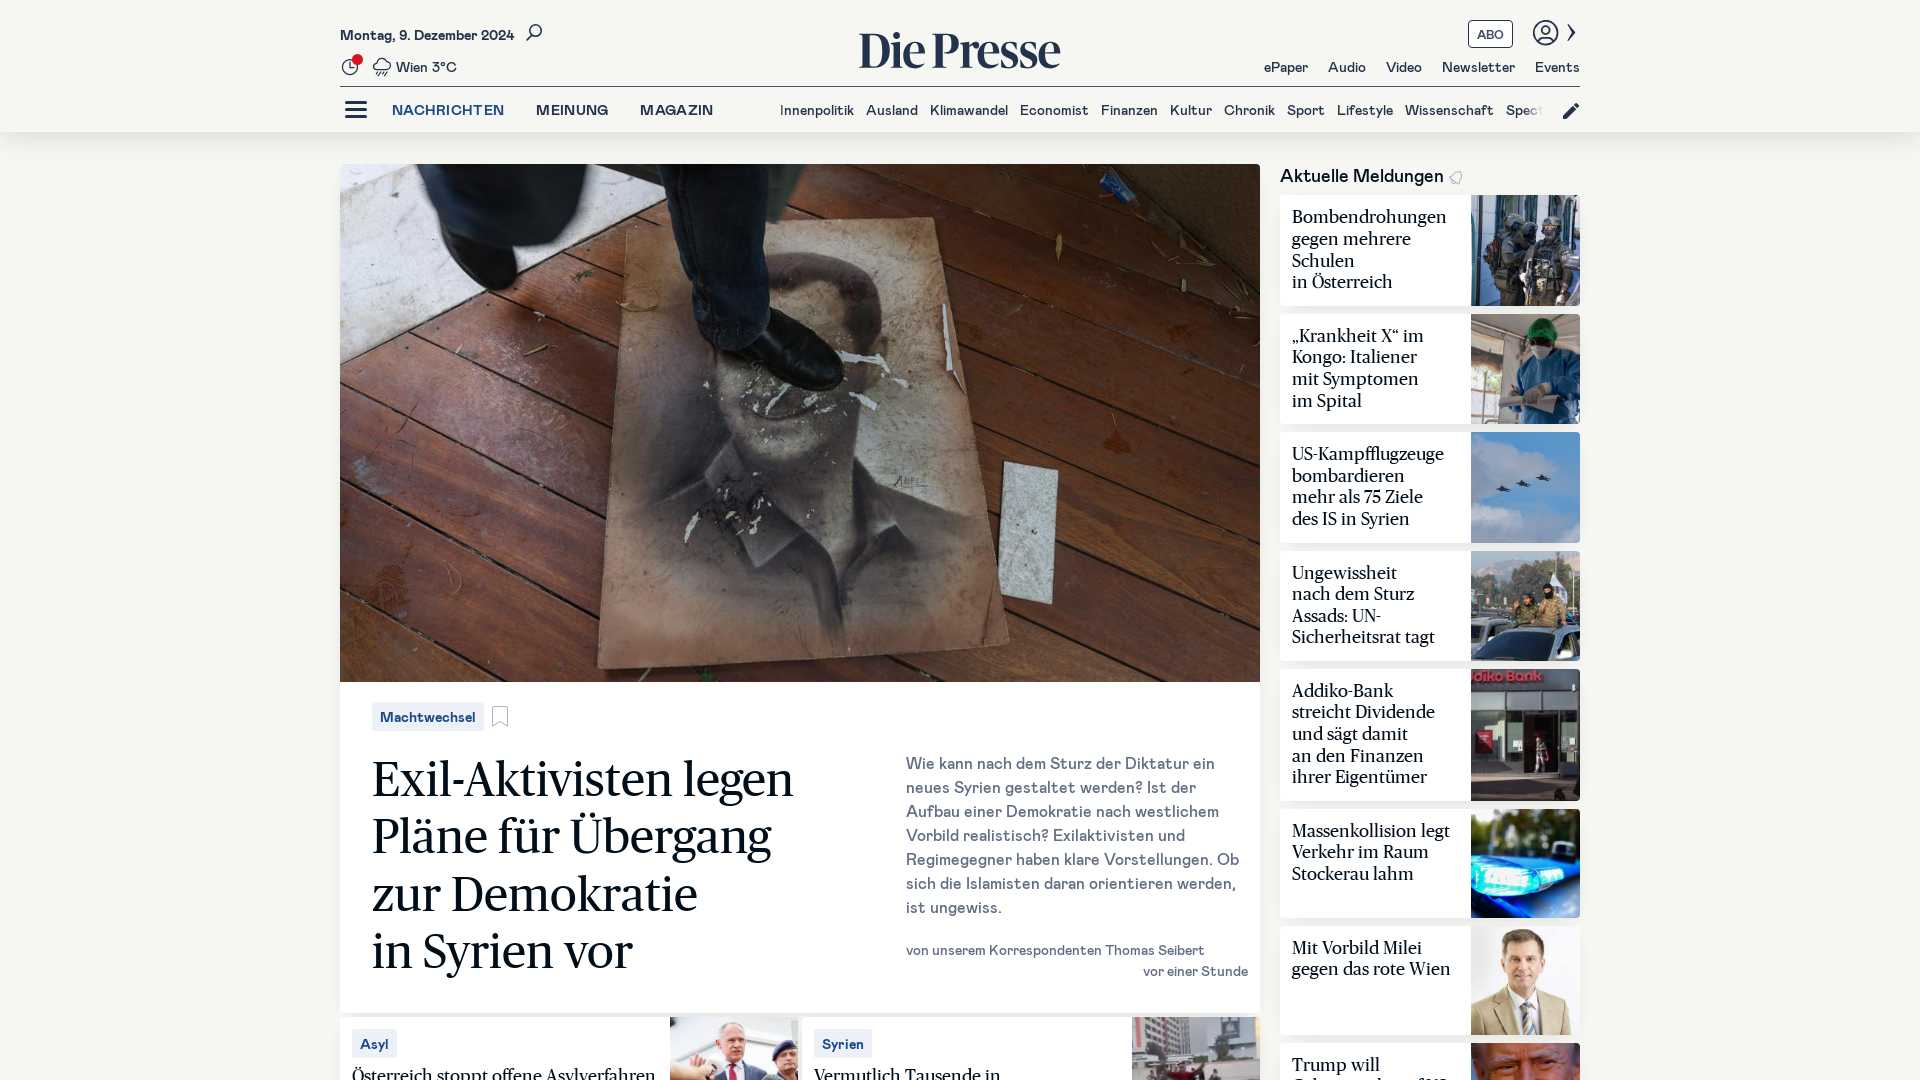 Montag, 9. Dezember 2024
Wien 3°C
Die Presse
ABO
ePaper Audio Video Newsletter Events
NACHRICHTEN MEINUNG MAGAZIN
Innenpolitik Ausland Klimawandel Economist Finanzen Kultur Chronik Sport Lifestyle Wissenschaft Spect
Machtwechsel
Exil-Aktivisten legen
Pläne für Übergang
zur Demokratie
in Syrien vor
Wie kann nach dem Sturz der Diktatur ein
neues Syrien gestaltet werden? Ist der
Aufbau einer Demokratie nach westlichem
Vorbild realistisch? Exilaktivisten und
Regimegegner haben klare Vorstellungen. Ob
sich die Islamisten daran orientieren werden,
ist ungewiss.
von unserem Korrespondenten Thomas Seibert
vor einer Stunde
Asyl
Österreich stoppt offene Asylverfahren
Syrien
Vermutlich Tausende in
Aktuelle Meldungen
Bombendrohungen
gegen mehrere
Schulen
in Österreich
„Krankheit X“ im
Kongo: Italiener
mit Symptomen
im Spital
US-Kampfflugzeuge
bombardieren
mehr als 75 Ziele
des IS in Syrien
Ungewissheit
nach dem Sturz
Assads: UN-
Sicherheitsrat tagt
Addiko-Bank
streicht Dividende
und sägt damit
an den Finanzen
ihrer Eigentümer
ddiko Bank
Massenkollision legt
Verkehr im Raum
Stockerau lahm
Mit Vorbild Milei
gegen das rote Wien
Trump will